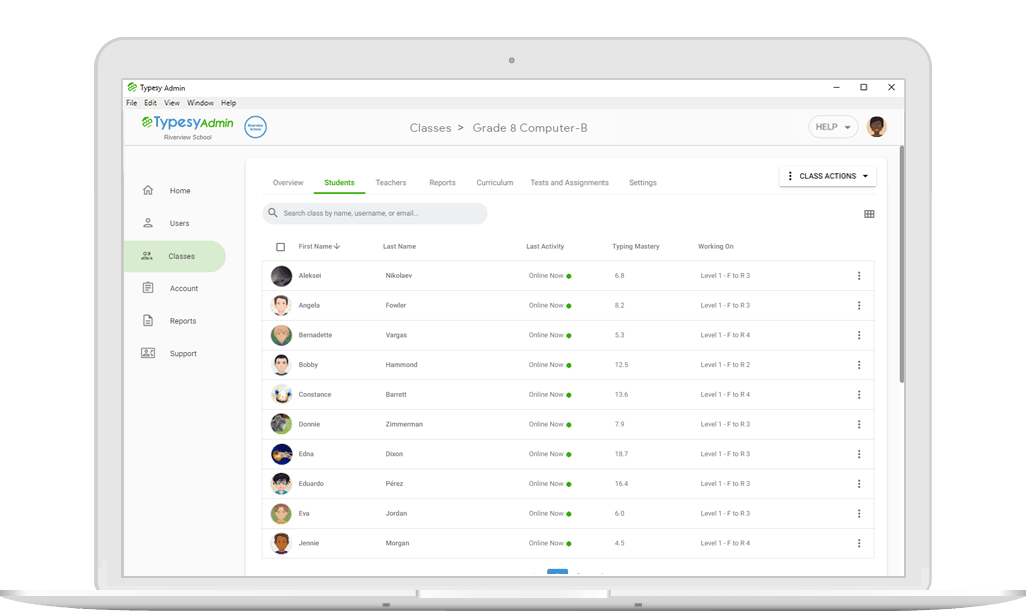 Typesy Admin
File Edit View Window Help
TypesyAdmin
Riverview School
Riverview School
Classes > Grade 8 Computer-B
HELP
Home
Users
Classes
Account
Reports
Support
Overview Students Teachers Reports Curriculum Tests and Assignments Settings
CLASS ACTIONS
Search class by name, username, or email...
First Name Last Name Last Activity Typing Mastery Working On
Aleksei Nikolaev Online Now 6.8 Level 1 - F to R 3
Angela Fowler Online Now 8.2 Level 1 - F to R 3
Bernadette Vargas Online Now 5.3 Level 1 - F to R 4
Bobby Hammond Online Now 12.5 Level 1 - F to R 2
Constance Barrett Online Now 13.6 Level 1 - F to R 4
Donnie Zimmerman Online Now 7.9 Level 1 - F to R 3
Edna Dixon Online Now 18.7 Level 1 - F to R 3
Eduardo Pérez Online Now 16.4 Level 1 - F to R 3
Eva Jordan Online Now 6.0 Level 1 - F to R 3
Jennie Morgan Online Now 4.5 Level 1 - F to R 4